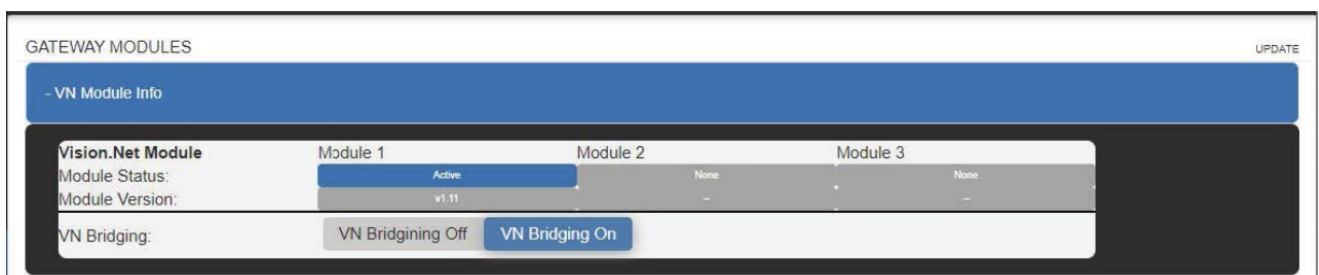 GATEWAY MODULES UPDATE
- VN Module Info
Vision.Net Module Module 1 Module 2 Module 3
Module Status: Active None None
Module Version: v1.11 -- --
VN Bridging: VN Bridgining Off VN Bridging On